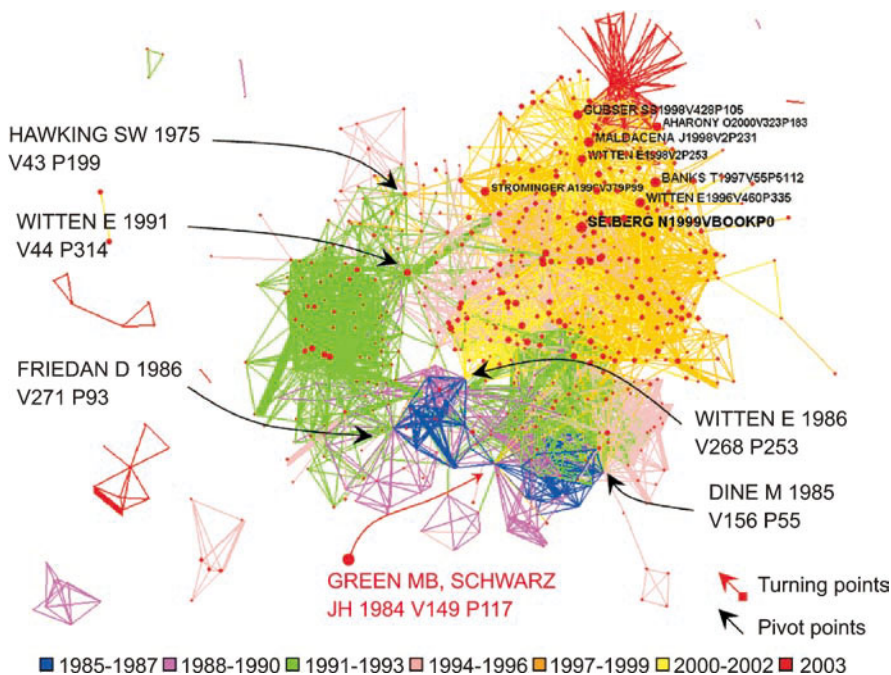 GUBSER SS1998V428P105
AHARONY O2000V323P183
MALDACENA J1998V2P231
WITTEN E1998V2P253
BANKS T1997V55P5112
STROMINGER A1996V379P99
WITTEN E1996V460P335
SEIBERG N1999VBOOKP0
HAWKING SW 1975
V43 P199
WITTEN E 1991
V44 P314
FRIEDAN D 1986
V271 P93
WITTEN E 1986
V268 P253
DINE M 1985
V156 P55
GREEN MB, SCHWARZ
JH 1984 V149 P117
Turning points
Pivot points
1985-1987 1988-1990 1991-1993 1994-1996 1997-1999 2000-2002 2003